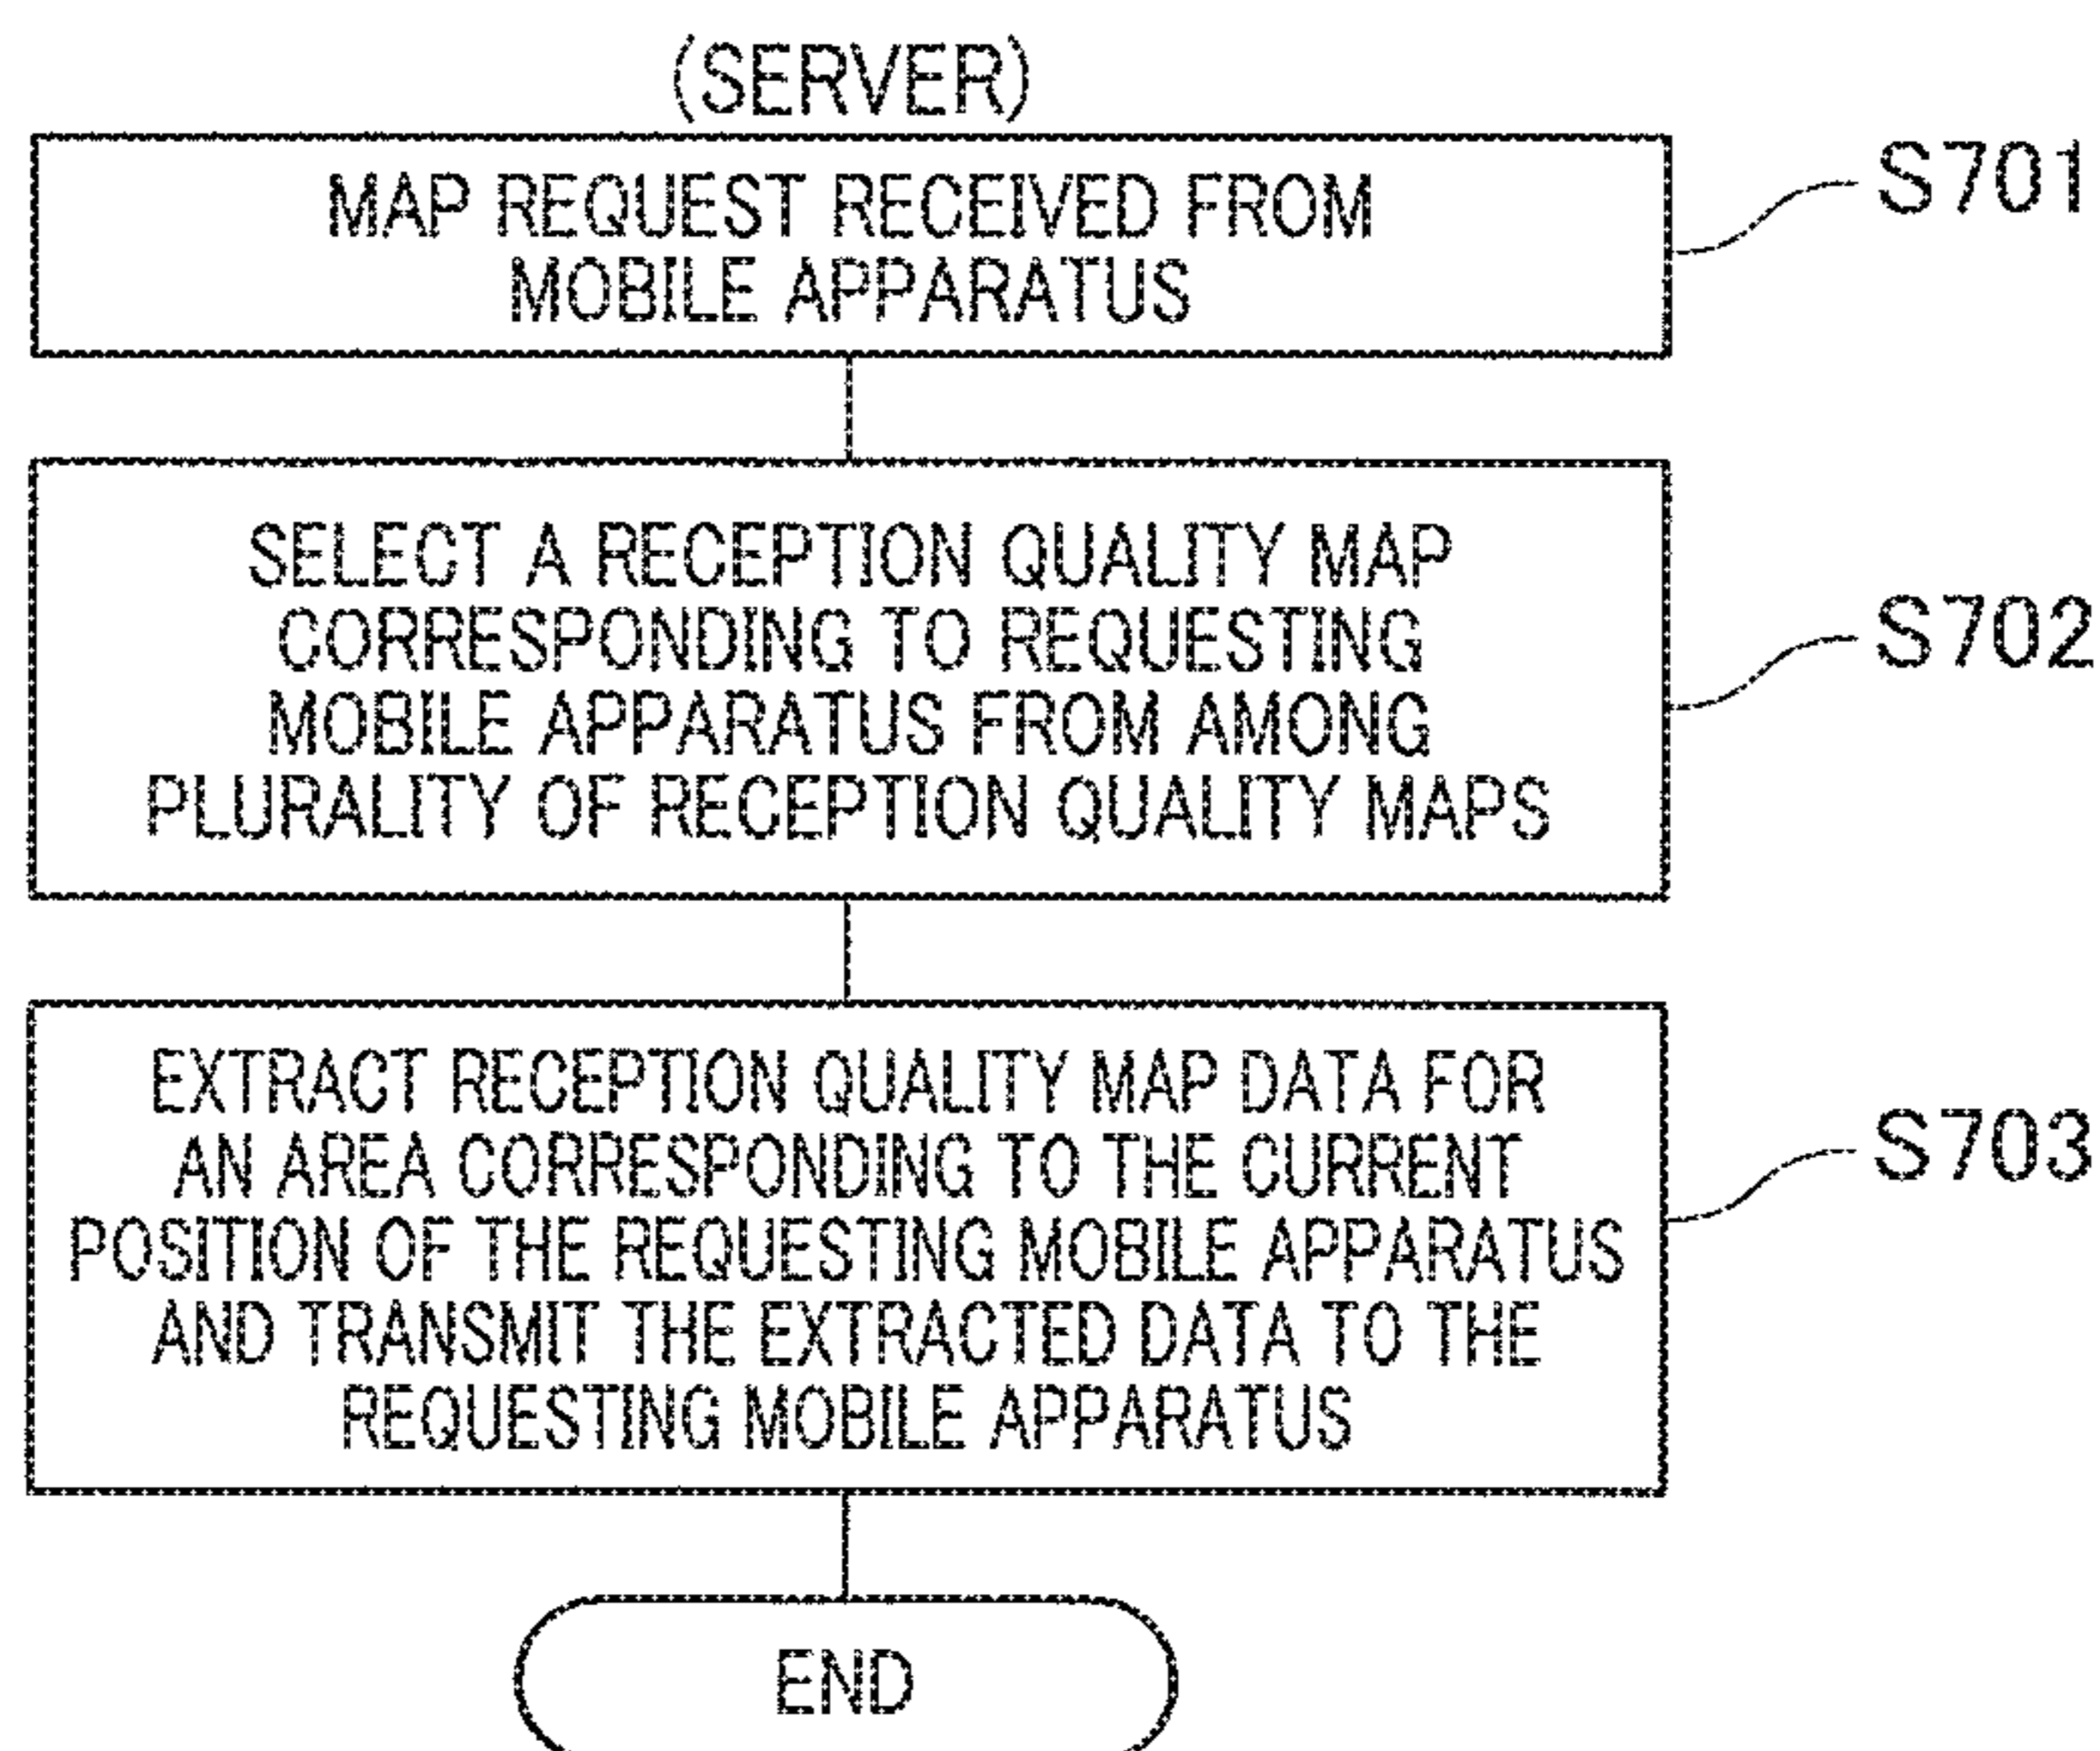 (SERVER)
MAP REQUEST RECEIVED FROM
MOBILE APPARATUS
S701
SELECT A RECEPTION QUALITY MAP
CORRESPONDING TO REQUESTING
MOBILE APPARATUS FROM AMONG
PLURALITY OF RECEPTION QUALITY MAPS
S702
EXTRACT RECEPTION QUALITY MAP DATA FOR
AN AREA CORRESPONDING TO THE CURRENT
POSITION OF THE REQUESTING MOBILE APPARATUS
AND TRANSMIT THE EXTRACTED DATA TO THE
REQUESTING MOBILE APPARATUS
S703
END